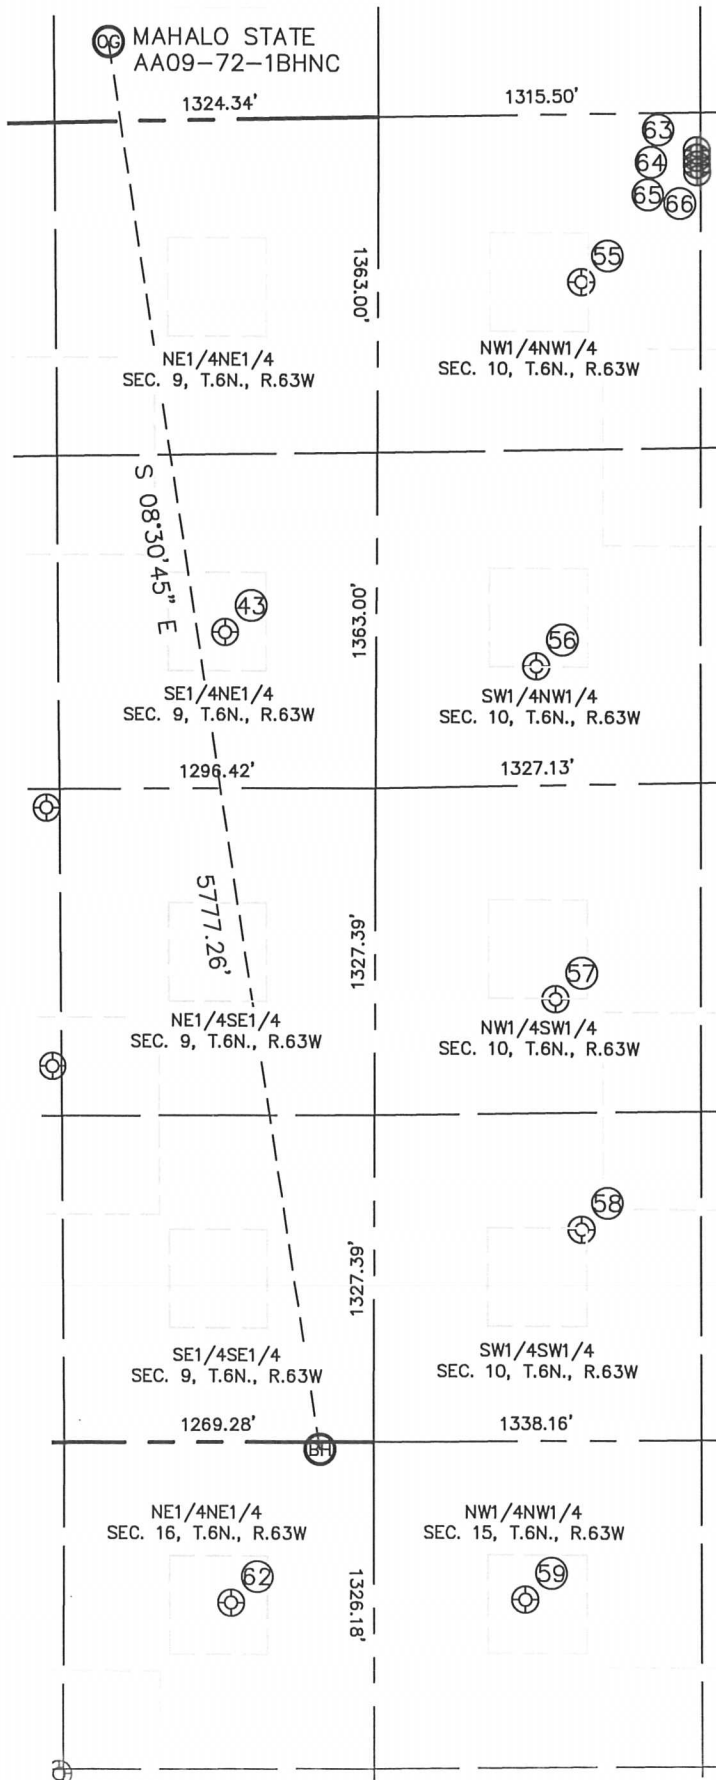 OG MAHALO STATE
AA09-72-1BHNC
1324.34'
1315.50'
63
64
65
66
1363.00'
55
NE1/4NE1/4
SEC. 9, T.6N., R.63W
NW1/4NW1/4
SEC. 10, T.6N., R.63W
S 08°30'45" E
43
1363.00'
56
SE1/4NE1/4
SEC. 9, T.6N., R.63W
SW1/4NW1/4
SEC. 10, T.6N., R.63W
1296.42'
1327.13'
5777.26'
1327.39'
57
NE1/4SE1/4
SEC. 9, T.6N., R.63W
NW1/4SW1/4
SEC. 10, T.6N., R.63W
58
1327.39'
SE1/4SE1/4
SEC. 9, T.6N., R.63W
SW1/4SW1/4
SEC. 10, T.6N., R.63W
1269.28'
1338.16'
BH
NE1/4NE1/4
SEC. 16, T.6N., R.63W
NW1/4NW1/4
SEC. 15, T.6N., R.63W
62
1326.18'
59